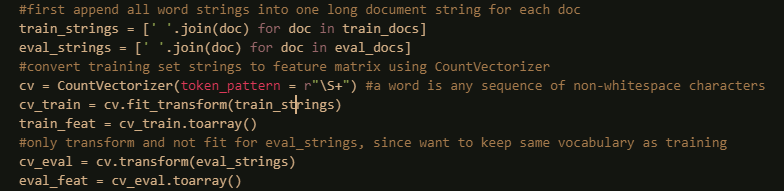 #first append all word strings into one long document string for each doc
train_strings = [' '.join(doc) for doc in train_docs]
eval_strings = [' '.join(doc) for doc in eval_docs]
#convert training set strings to feature matrix using CountVectorizer
cv = CountVectorizer(token_pattern = r"\S+") #a word is any sequence of non-whitespace characters
cv_train = cv.fit_transform(train_strings)
train_feat = cv_train.toarray()
#only transform and not fit for eval_strings, since want to keep same vocabulary as training
cv_eval = cv.transform(eval_strings)
eval_feat = cv_eval.toarray()